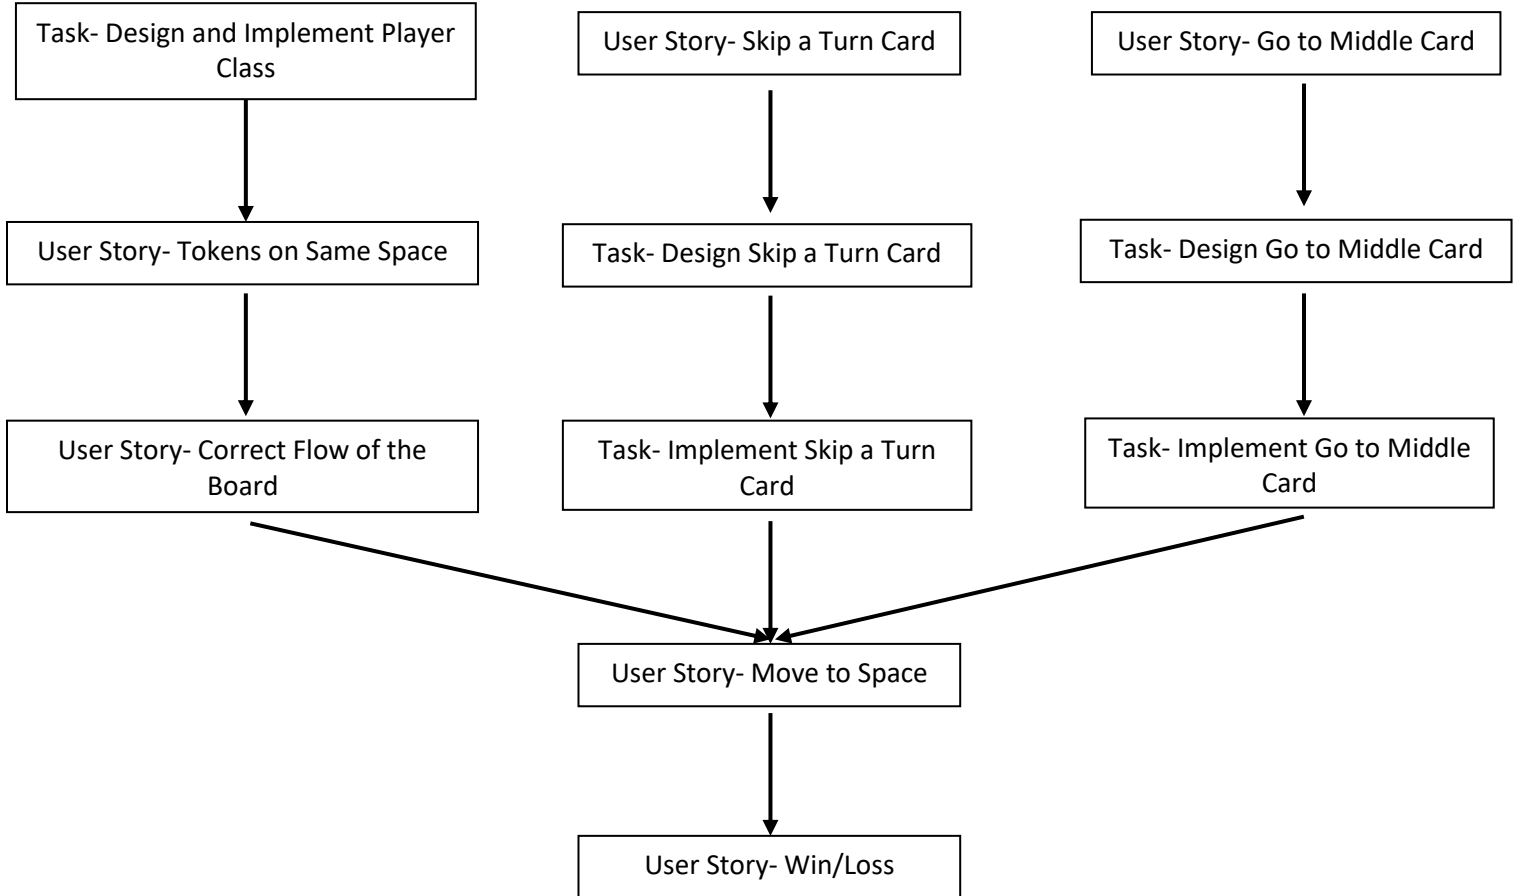 Task- Design and Implement Player
Class
User Story- Skip a Turn Card
User Story- Go to Middle Card
User Story- Tokens on Same Space
Task- Design Skip a Turn Card
Task- Design Go to Middle Card
User Story- Correct Flow of the
Board
Task- Implement Skip a Turn
Card
Task- Implement Go to Middle
Card
User Story- Move to Space
User Story- Win/Loss